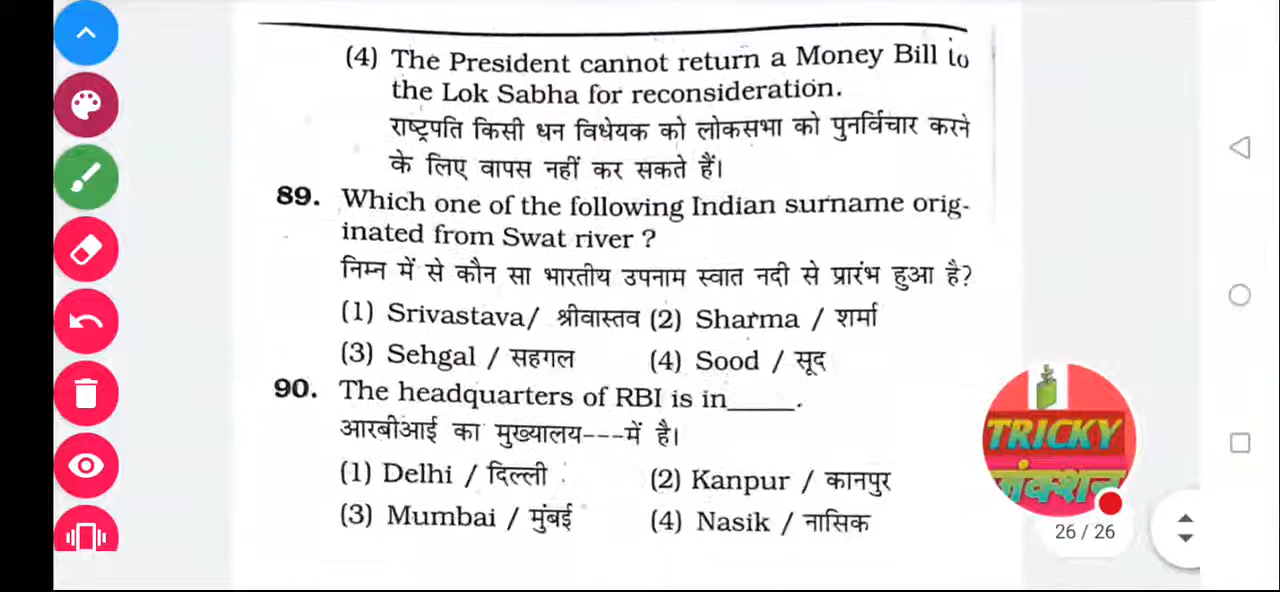 (4) The President cannot return a Money Bill to
the Lok Sabha for reconsideration.
राष्ट्रपति किसी धन विधेयक को लोकसभा को पुनर्विचार करने
के लिए वापस नहीं कर सकते हैं।
89. Which one of the following Indian surname orig-
inated from Swat river ?
निम्न में से कौन सा भारतीय उपनाम स्वात नदी से प्रारंभ हुआ है?
(1) Srivastava/ श्रीवास्तव (2) Sharma / शर्मा
(3) Sehgal / सहगल (4) Sood / सूद
90. The headquarters of RBI is in_____.
आरबीआई का मुख्यालय---में है।
(1) Delhi / दिल्ली (2) Kanpur / कानपुर
(3) Mumbai / मुंबई (4) Nasik / नासिक
TRICKY
जंक्शन
26 / 26